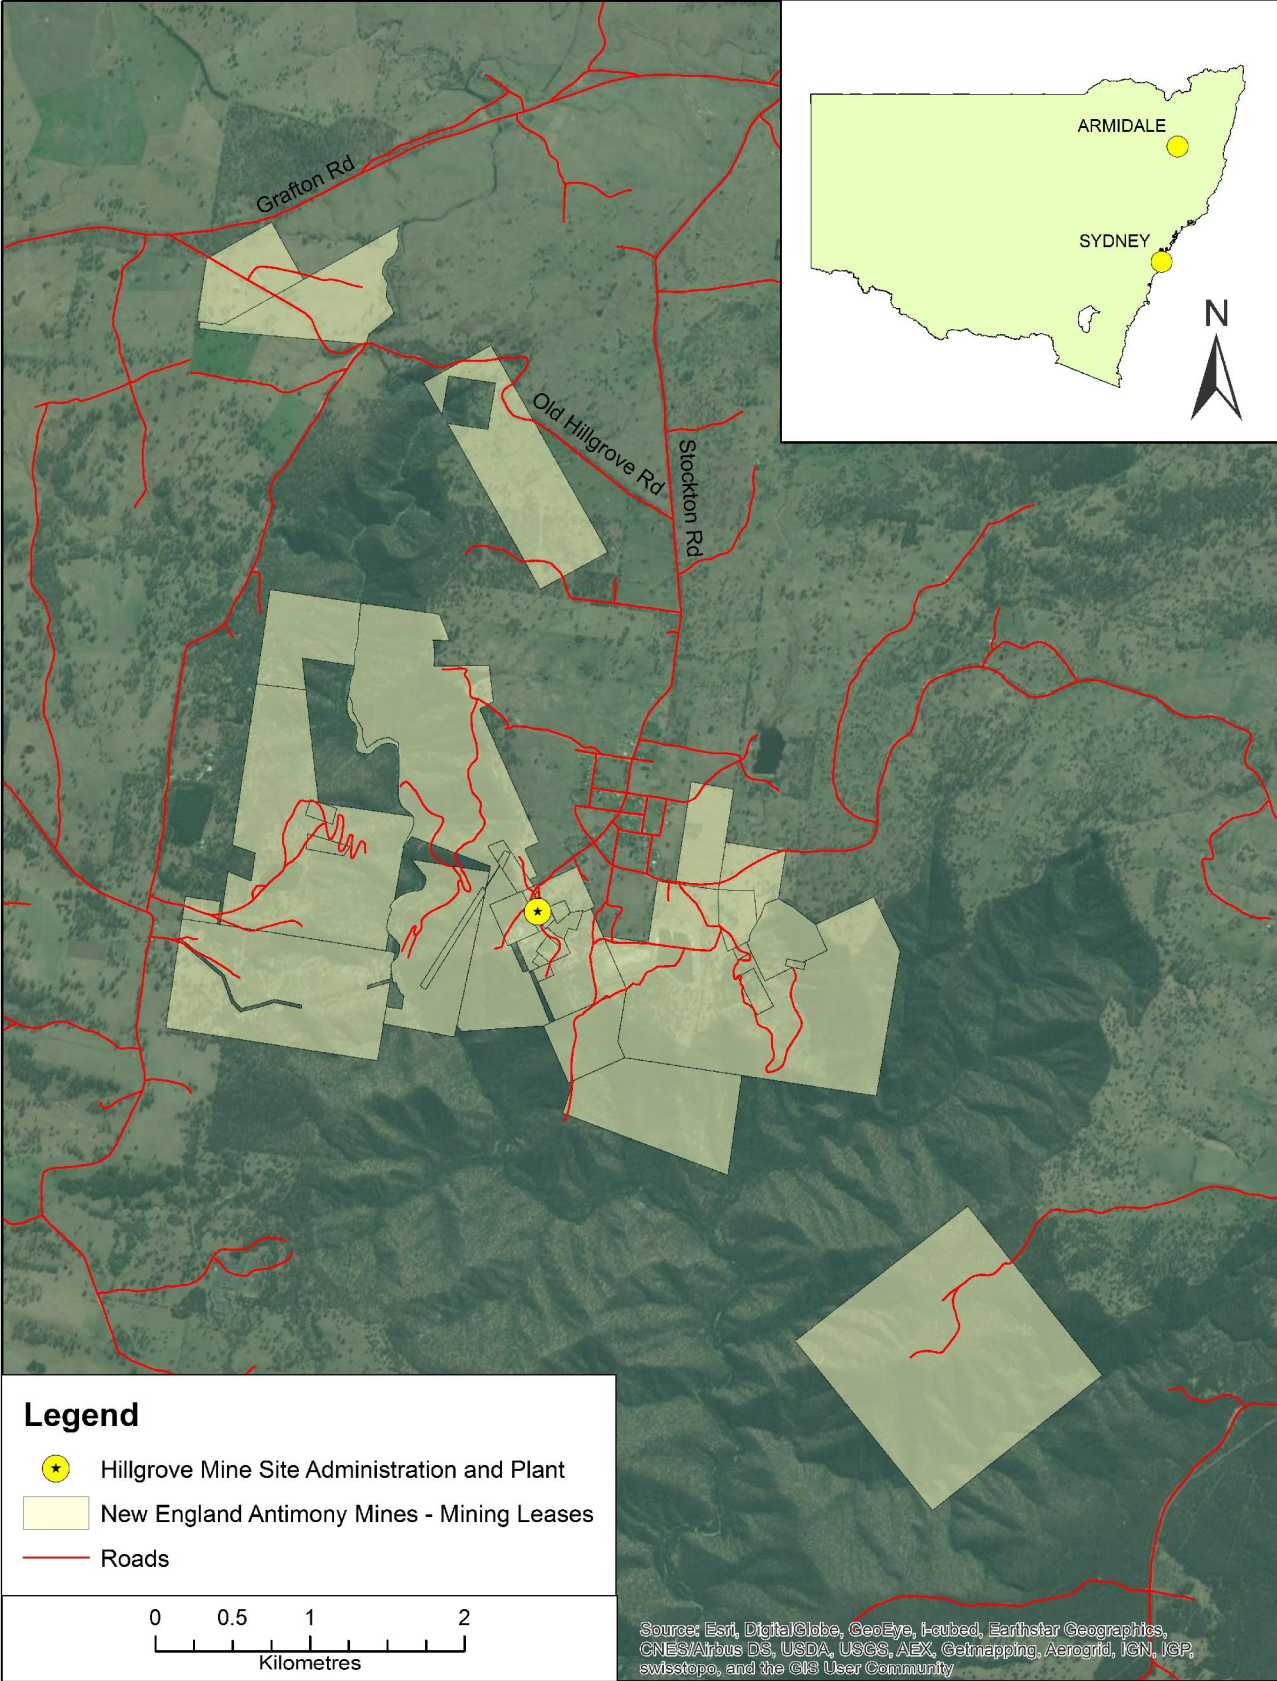 ARMIDALE
SYDNEY
N
Grafton Rd
Old Hillgrove Rd
Stockton Rd
Legend
Hillgrove Mine Site Administration and Plant
New England Antimony Mines - Mining Leases
Roads
0 0.5 1 2
Kilometres
Source: Esri, DigitalGlobe, GeoEye, i-cubed, Earthstar Geographics,
CNES/Airbus DS, USDA, USGS, AEX, Getmapping, Aerogrid, IGN, IGP,
swisstopo, and the GIS User Community